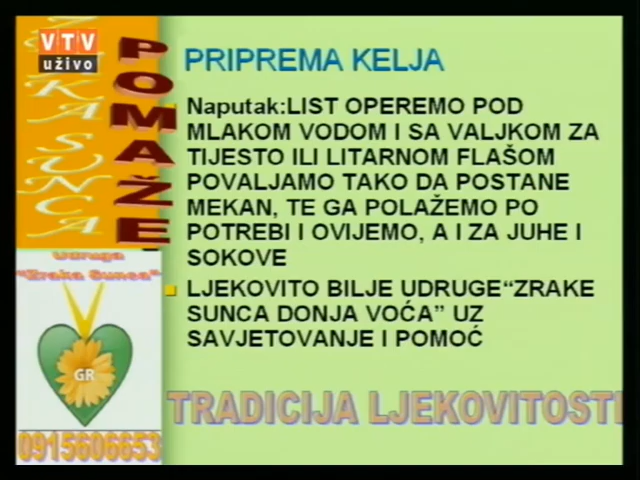 VTV
uživo
ZRAKA SUNCA
POMAŽE
PRIPREMA KELJA
Naputak:LIST OPEREMO POD
MLAKOM VODOM I SA VALJKOM ZA
TIJESTO ILI LITARNOM FLAŠOM
POVALJAMO TAKO DA POSTANE
MEKAN, TE GA POLAŽEMO PO
POTREBI I OVIJEMO, A I ZA JUHE I
SOKOVE
LJEKOVITO BILJE UDRUGE“ZRAKE
SUNCA DONJA VOĆA” UZ
SAVJETOVANJE I POMOĆ
Udruga
"Zraka Sunca"
GR
0915606653
TRADICIJA LJEKOVITOSTI